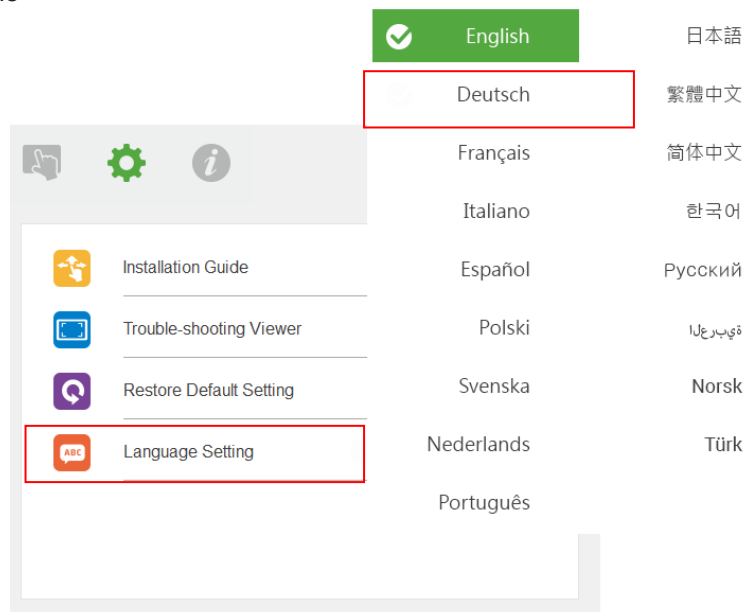 English
Deutsch
Français
Italiano
Español
Polski
Svenska
Nederlands
Português
日本語
繁體中文
简体中文
한국어
Русский
العربية
Norsk
Türk
i
Installation Guide
Trouble-shooting Viewer
Restore Default Setting
ABC
Language Setting